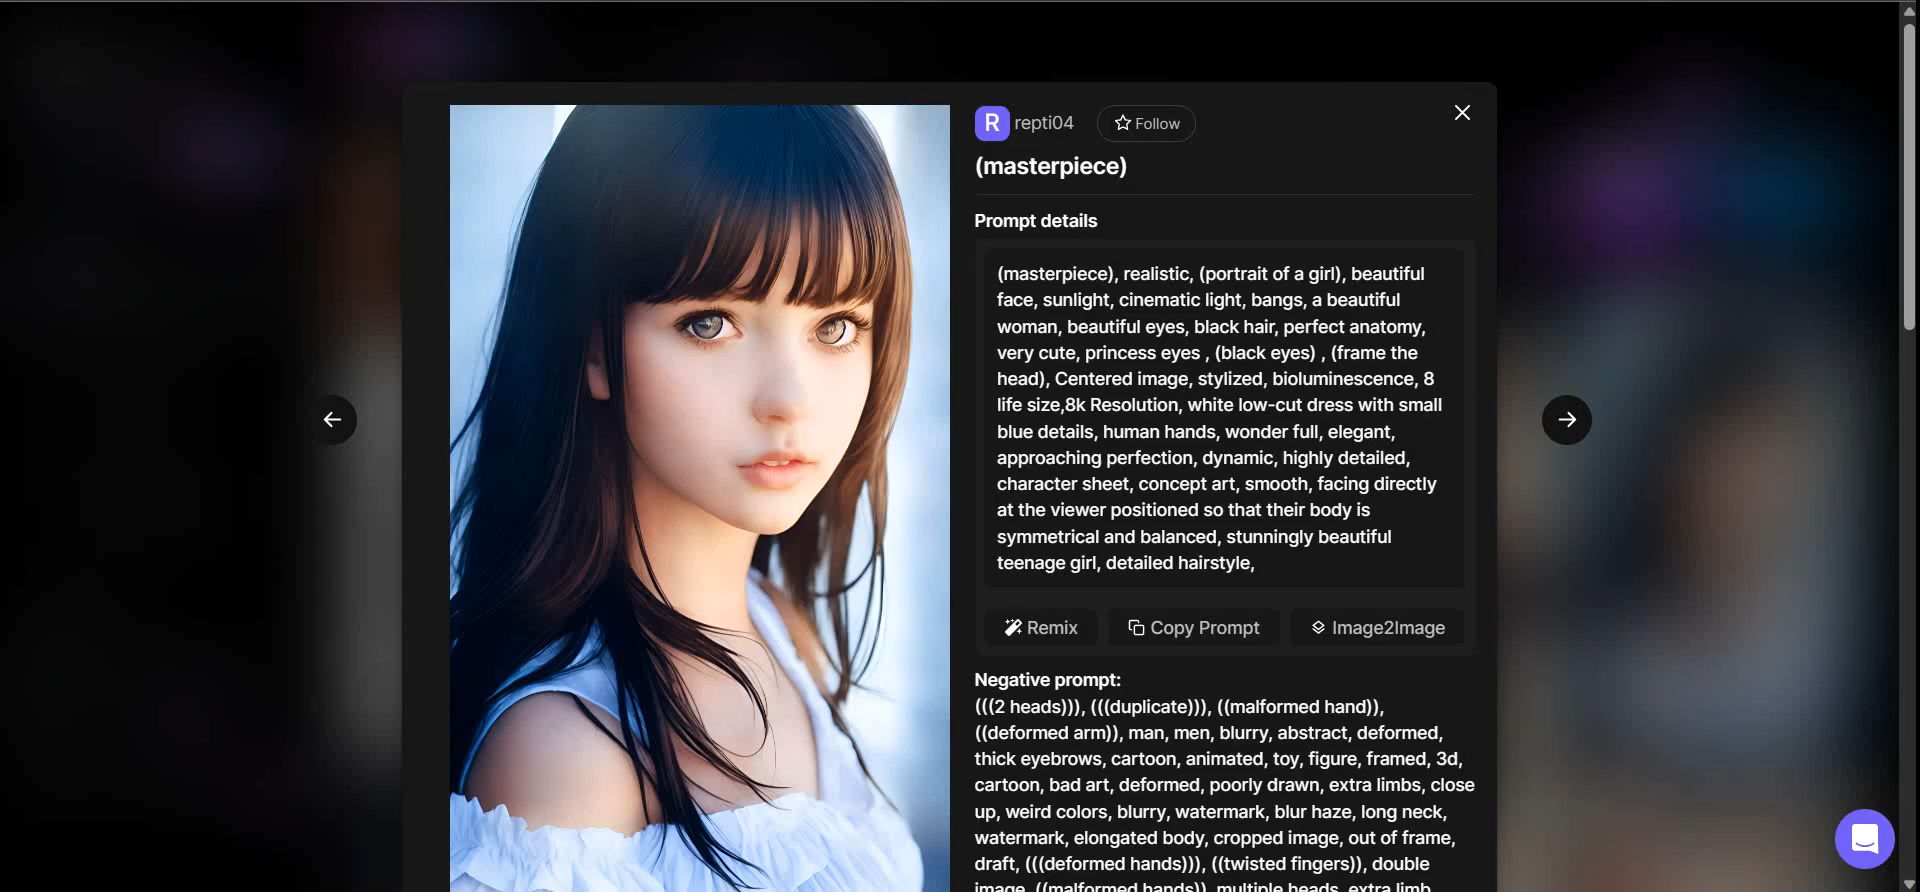 R repti04 Follow
(masterpiece)
Prompt details
(masterpiece), realistic, (portrait of a girl), beautiful
face, sunlight, cinematic light, bangs, a beautiful
woman, beautiful eyes, black hair, perfect anatomy,
very cute, princess eyes , (black eyes) , (frame the
head), Centered image, stylized, bioluminescence, 8
life size,8k Resolution, white low-cut dress with small
blue details, human hands, wonder full, elegant,
approaching perfection, dynamic, highly detailed,
character sheet, concept art, smooth, facing directly
at the viewer positioned so that their body is
symmetrical and balanced, stunningly beautiful
teenage girl, detailed hairstyle,
Remix Copy Prompt Image2Image
Negative prompt:
(((2 heads))), (((duplicate))), ((malformed hand)),
((deformed arm)), man, men, blurry, abstract, deformed,
thick eyebrows, cartoon, animated, toy, figure, framed, 3d,
cartoon, bad art, deformed, poorly drawn, extra limbs, close
up, weird colors, blurry, watermark, blur haze, long neck,
watermark, elongated body, cropped image, out of frame,
draft, (((deformed hands))), ((twisted fingers)), double
image, ((malformed hands)), multiple heads, extra limb,